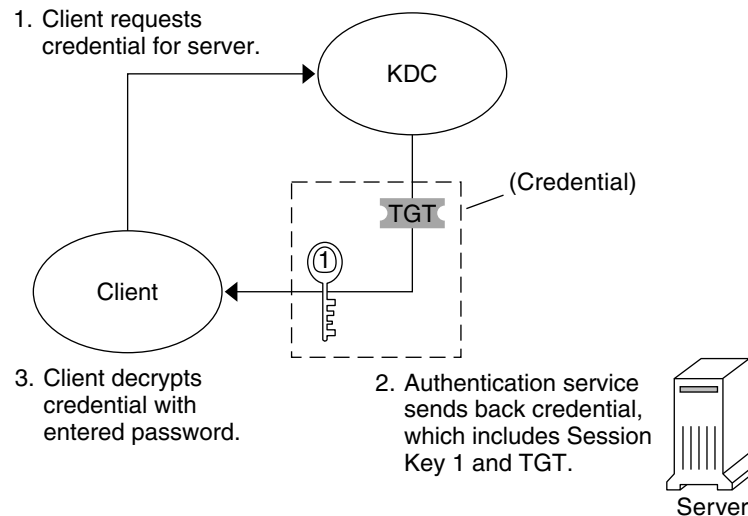 1. Client requests
credential for server.
KDC
(Credential)
TGT
1
Client
3. Client decrypts
credential with
entered password.
2. Authentication service
sends back credential,
which includes Session
Key 1 and TGT.
Server